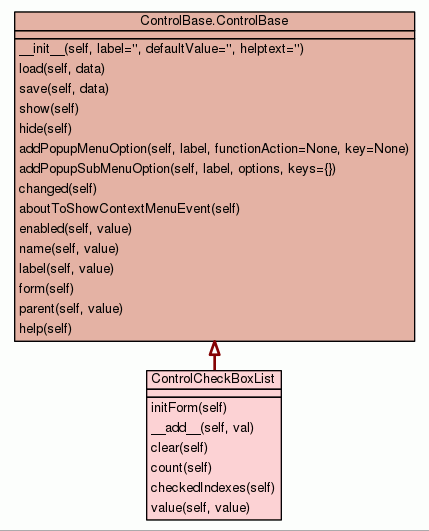 ControlBase.ControlBase
__init__(self, label='', defaultValue='', helptext='')
load(self, data)
save(self, data)
show(self)
hide(self)
addPopupMenuOption(self, label, functionAction=None, key=None)
addPopupSubMenuOption(self, label, options, keys={})
changed(self)
aboutToShowContextMenuEvent(self)
enabled(self, value)
name(self, value)
label(self, value)
form(self)
parent(self, value)
help(self)
ControlCheckBoxList
initForm(self)
__add__(self, val)
clear(self)
count(self)
checkedIndexes(self)
value(self, value)